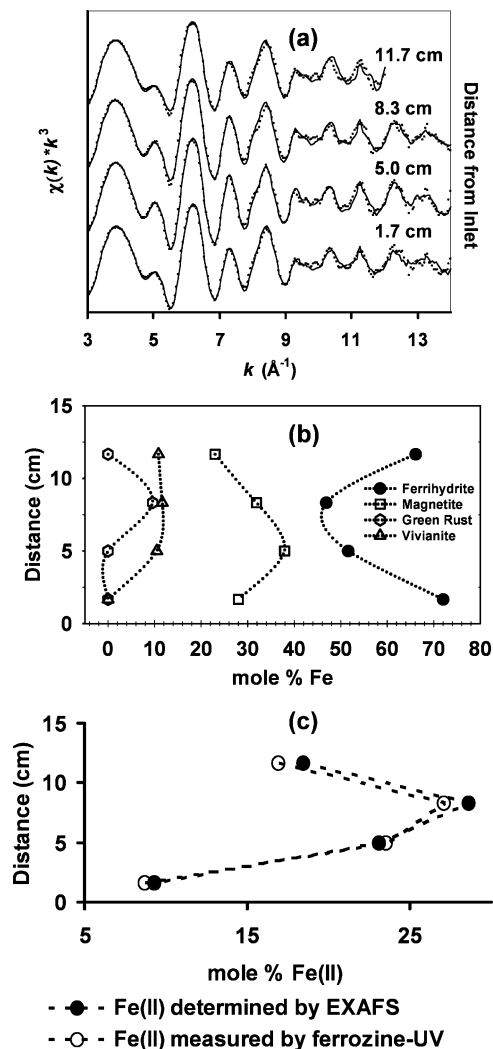 (a)
11.7 cm
8.3 cm
5.0 cm
1.7 cm
χ(k)*k³
Distance from Inlet
3 5 7 9 11 13
k (Å⁻¹)
(b)
15
10
5
0
Distance (cm)
Ferrihydrite
Magnetite
Green Rust
Vivianite
0 10 20 30 40 50 60 70 80
mole % Fe
(c)
15
10
5
0
Distance (cm)
5 15 25
mole % Fe(II)
Fe(II) determined by EXAFS
Fe(II) measured by ferrozine-UV